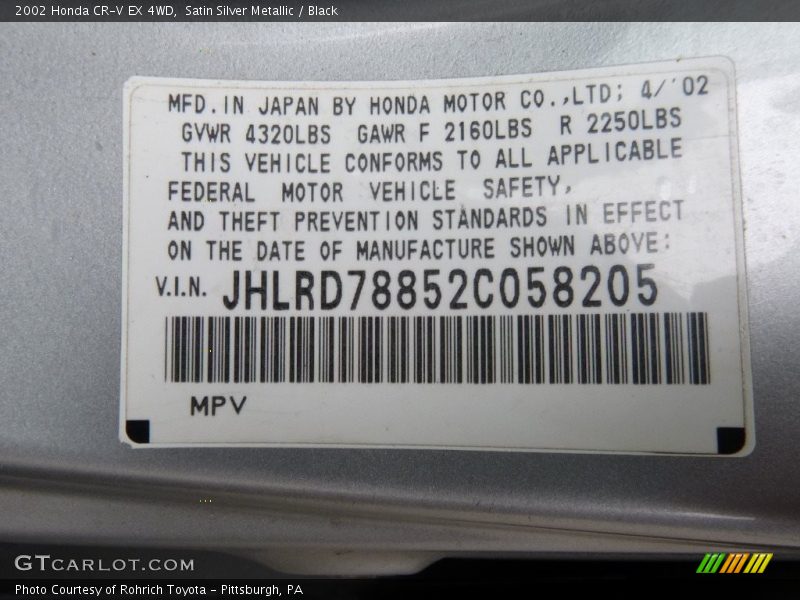 2002 Honda CR-V EX 4WD, Satin Silver Metallic / Black
MFD. IN JAPAN BY HONDA MOTOR CO.,LTD; 4/'02
GVWR 4320LBS GAWR F 2160LBS R 2250LBS
THIS VEHICLE CONFORMS TO ALL APPLICABLE
FEDERAL MOTOR VEHICLE SAFETY,
AND THEFT PREVENTION STANDARDS IN EFFECT
ON THE DATE OF MANUFACTURE SHOWN ABOVE:
V.I.N. JHLRD78852C058205
MPV
GTCARLOT.COM
Photo Courtesy of Rohrich Toyota - Pittsburgh, PA